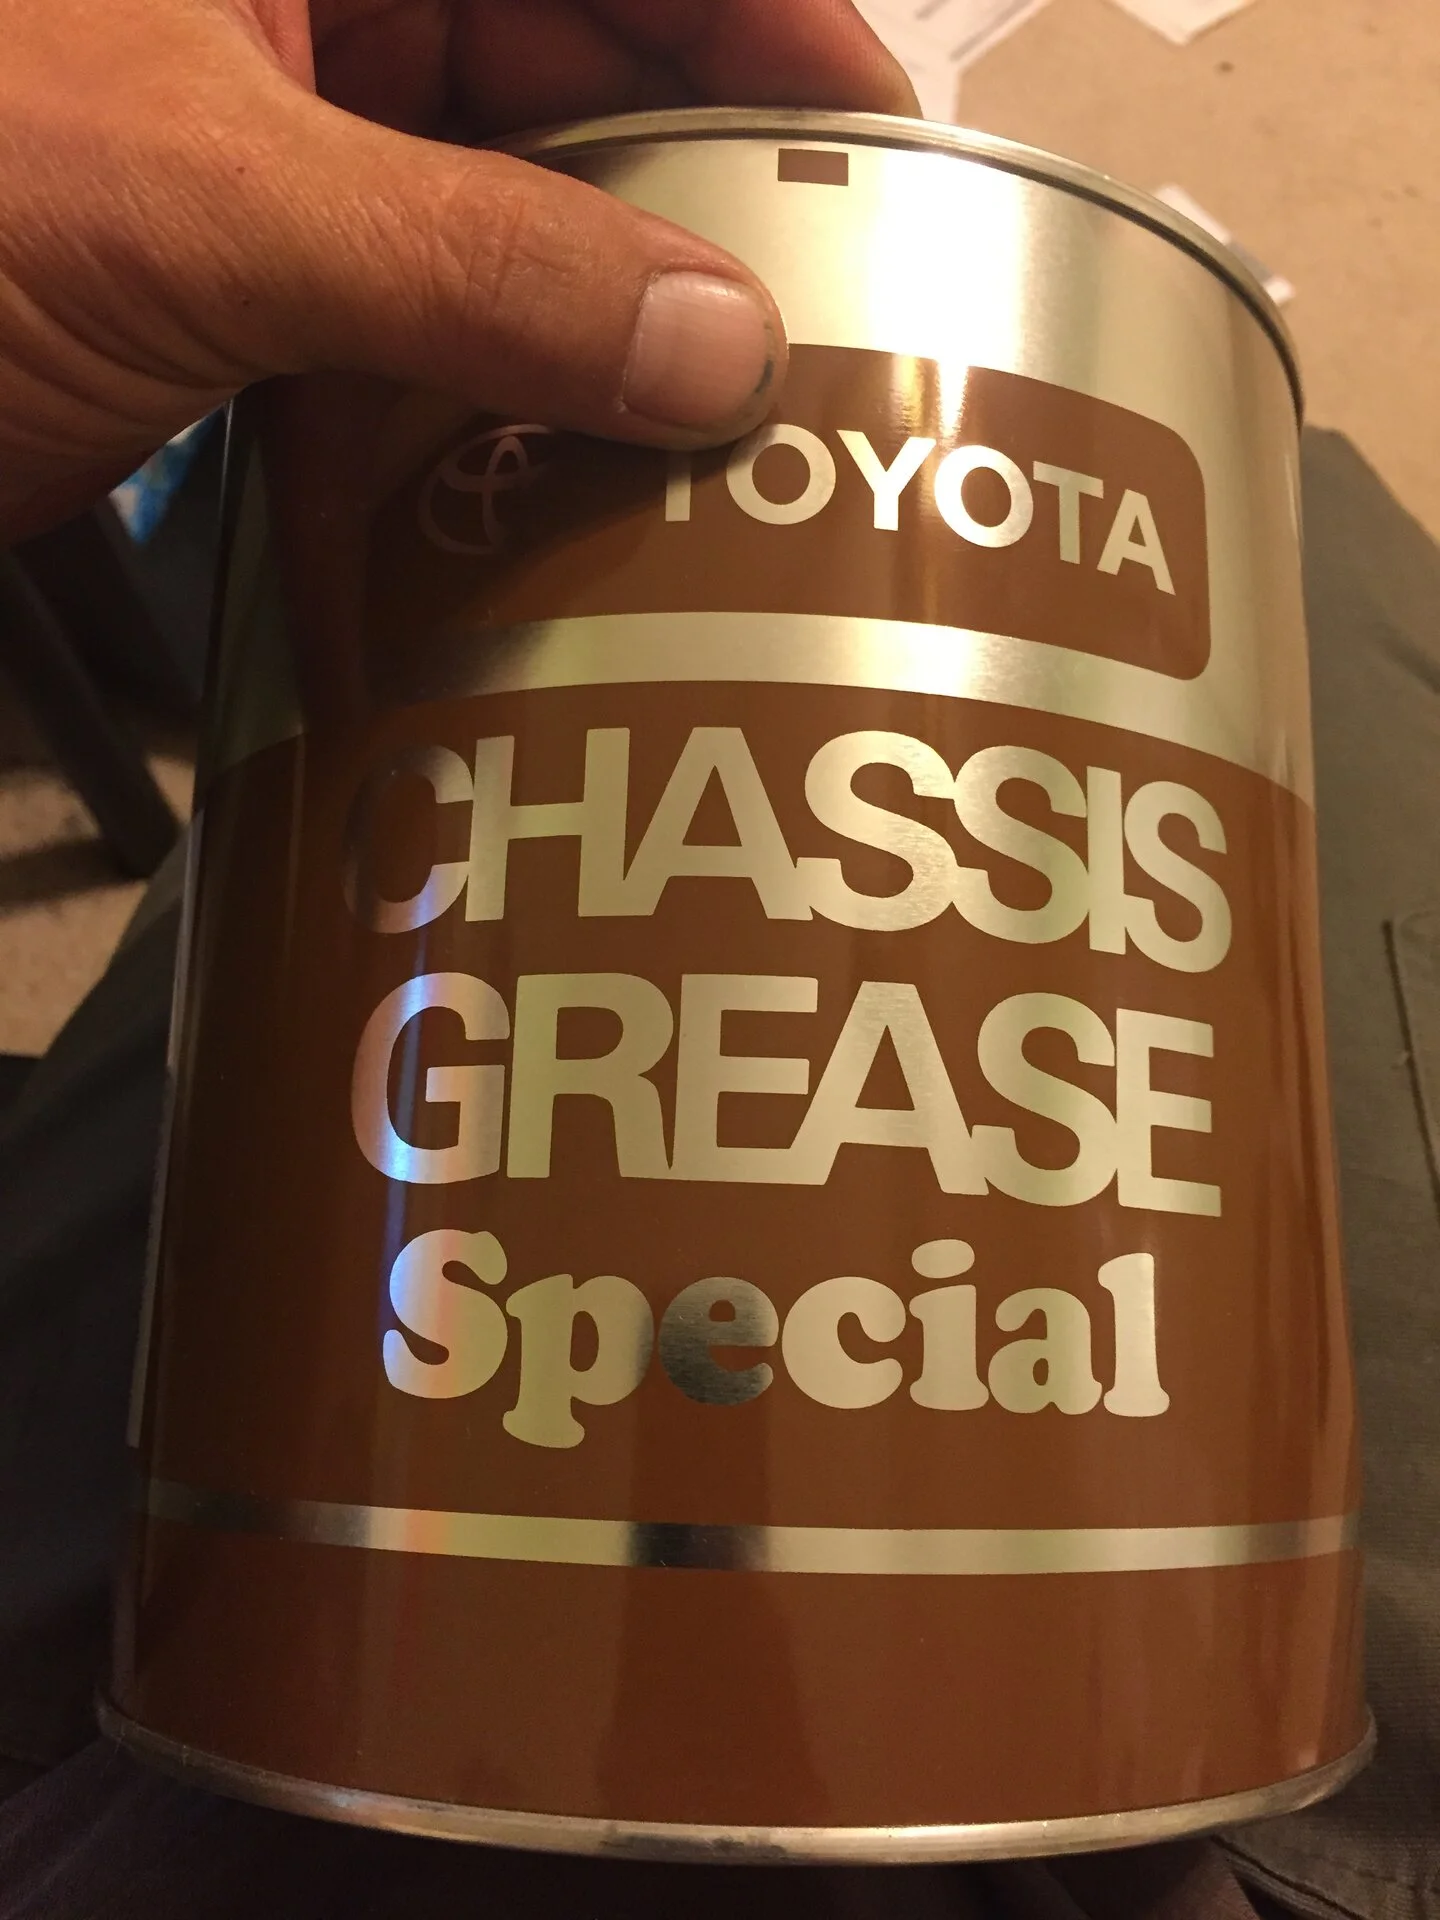 TOYOTA
CHASSIS
GREASE
Special